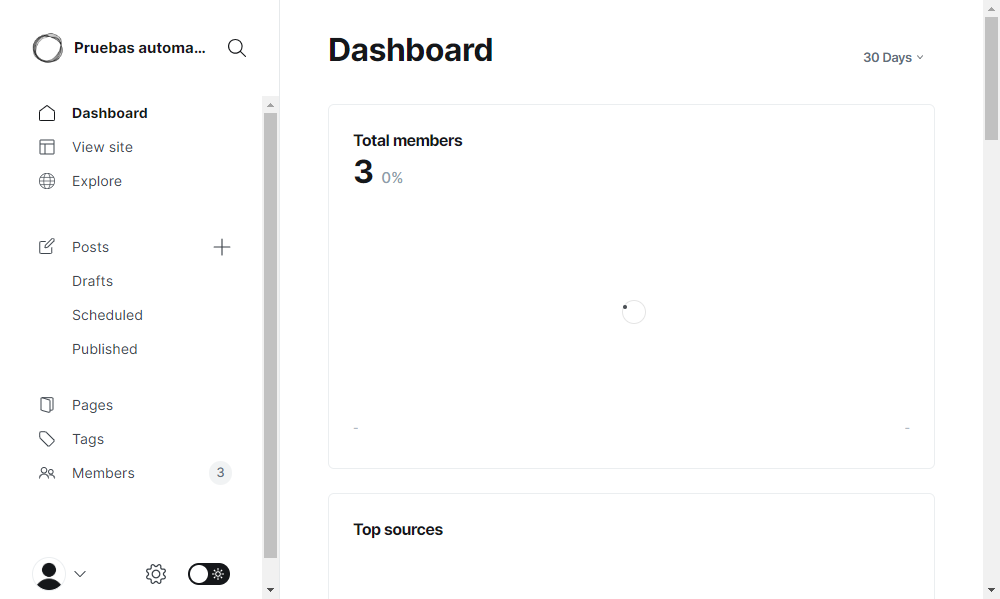 Pruebas automa...
Dashboard
View site
Explore
Posts
Drafts
Scheduled
Published
Pages
Tags
Members 3
Dashboard
30 Days
Total members
3 0%
- -
Top sources